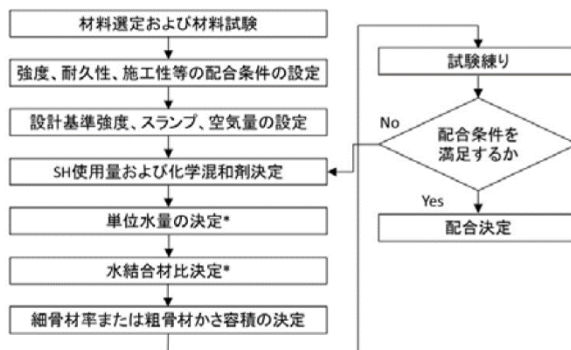 材料選定および材料試験
強度、耐久性、施工性等の配合条件の設定
設計基準強度、スランプ、空気量の設定
SH使用量および化学混和剤決定
単位水量の決定*
水結合材比決定*
細骨材率または粗骨材かさ容積の決定
試験練り
配合条件を
満足するか
No
Yes
配合決定